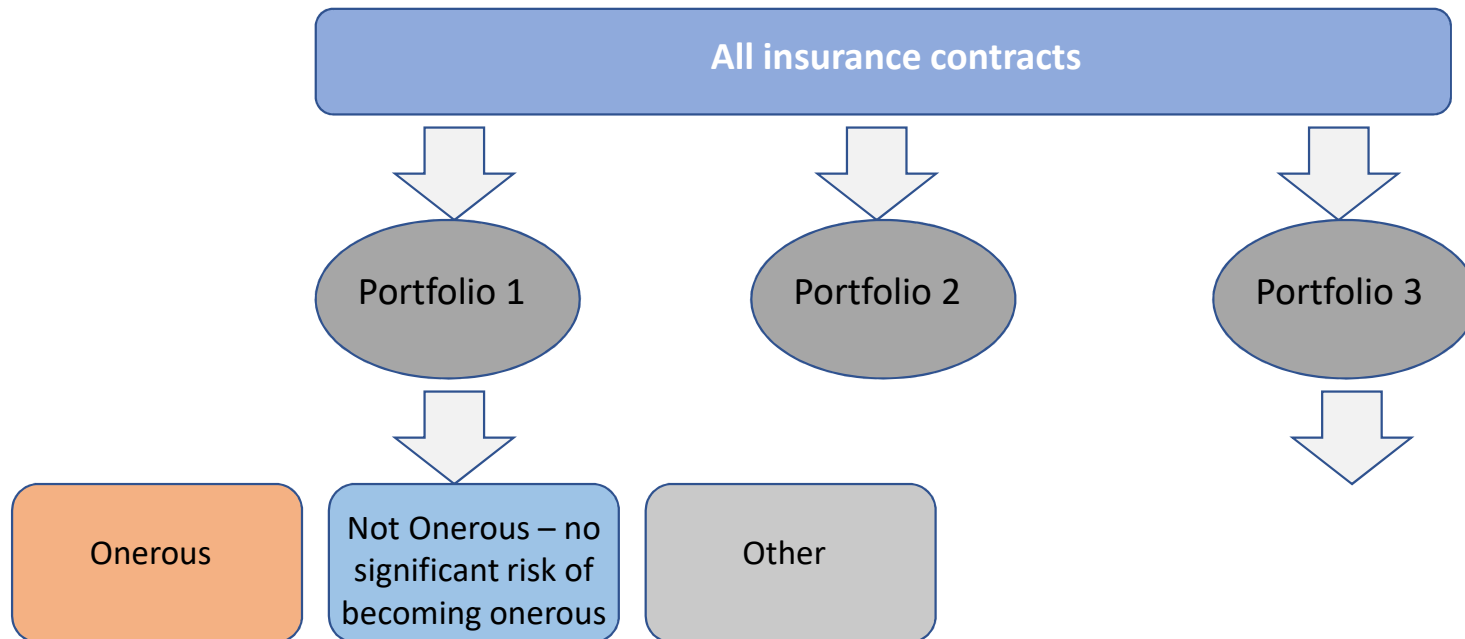 All insurance contracts
Portfolio 1
Portfolio 2
Portfolio 3
Onerous
Not Onerous – no
significant risk of
becoming onerous
Other